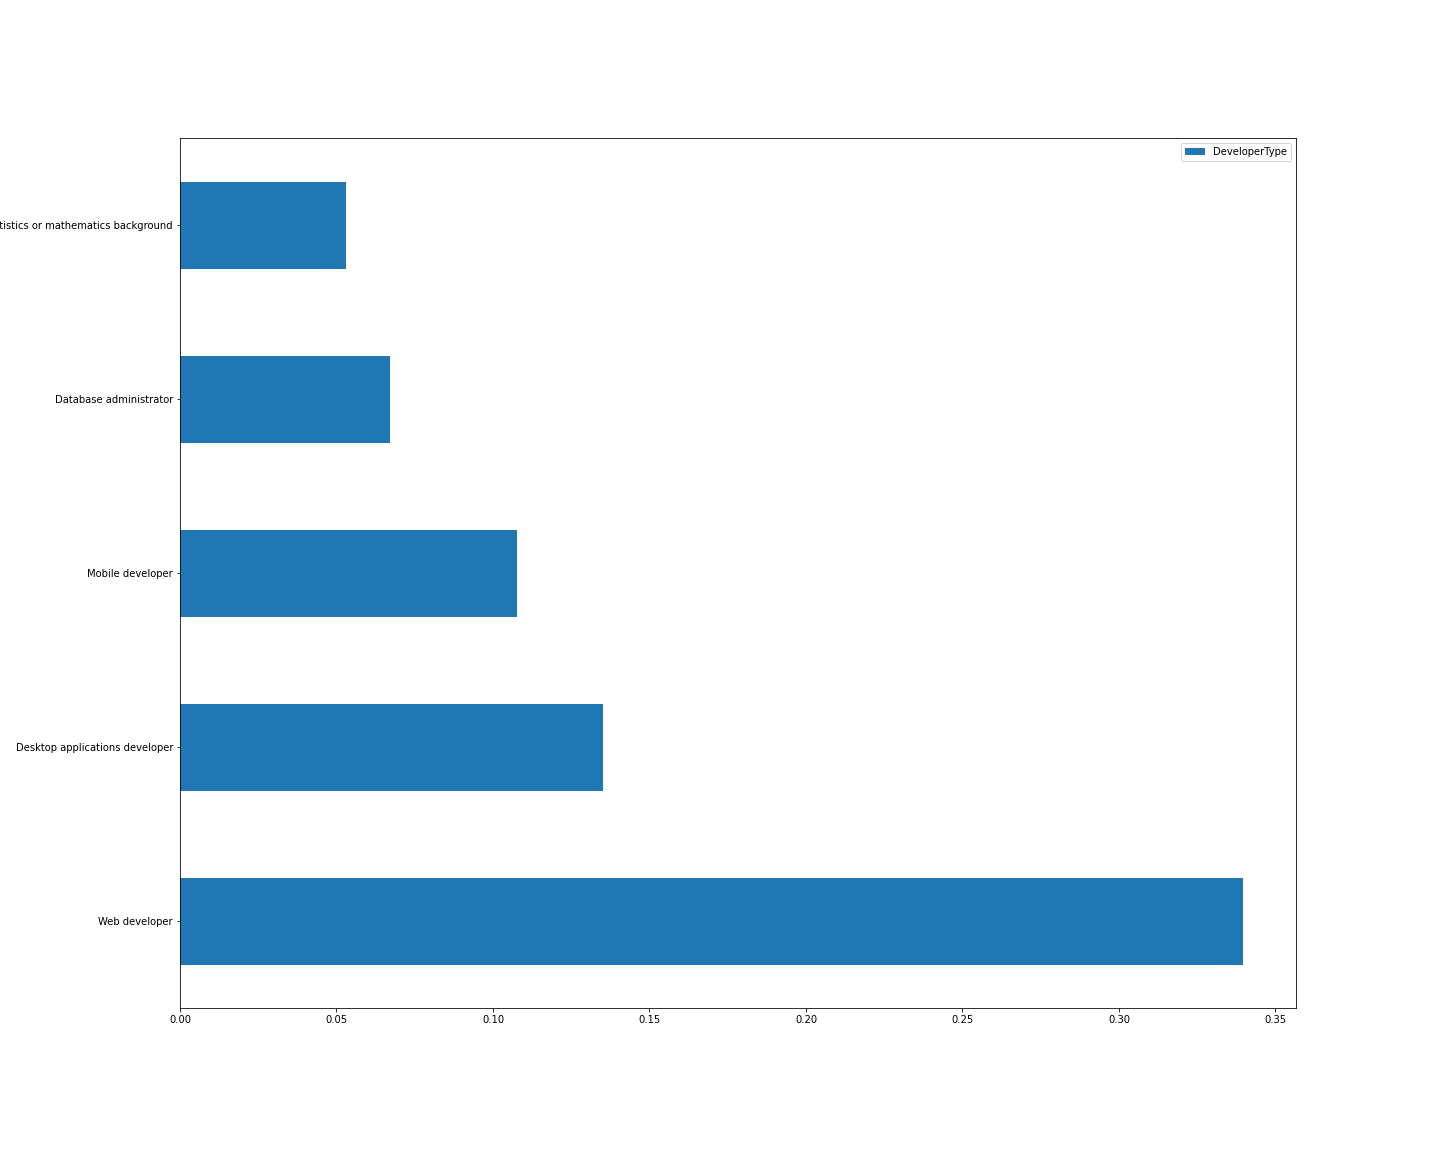 DeveloperType
tistics or mathematics background
Database administrator
Mobile developer
Desktop applications developer
Web developer
0.00 0.05 0.10 0.15 0.20 0.25 0.30 0.35